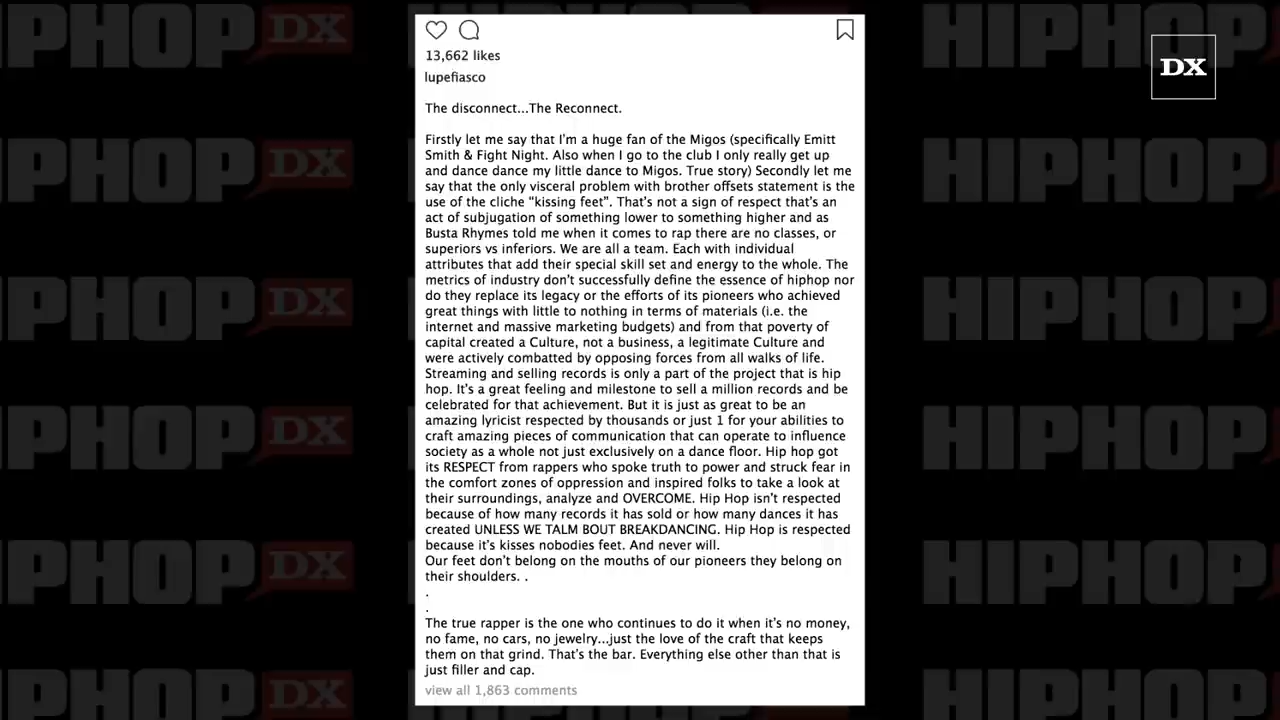 HIPHOP DX
HIPHOP
DX
HIPHOP DX
HIPHOP
HIPHOP DX
HIPHOP
HIPHOP DX
HIPHOP
HIPHOP DX
HIPHOP
13,662 likes
lupefiasco
The disconnect...The Reconnect.
Firstly let me say that I'm a huge fan of the Migos (specifically Emitt
Smith & Fight Night. Also when I go to the club I only really get up
and dance dance my little dance to Migos. True story) Secondly let me
say that the only visceral problem with brother offsets statement is the
use of the cliche “kissing feet”. That's not a sign of respect that's an
act of subjugation of something lower to something higher and as
Busta Rhymes told me when it comes to rap there are no classes, or
superiors vs inferiors. We are all a team. Each with individual
attributes that add their special skill set and energy to the whole. The
metrics of industry don't successfully define the essence of hiphop nor
do they replace its legacy or the efforts of its pioneers who achieved
great things with little to nothing in terms of materials (i.e. the
internet and massive marketing budgets) and from that poverty of
capital created a Culture, not a business, a legitimate Culture and
were actively combatted by opposing forces from all walks of life.
Streaming and selling records is only a part of the project that is hip
hop. It's a great feeling and milestone to sell a million records and be
celebrated for that achievement. But it is just as great to be an
amazing lyricist respected by thousands or just 1 for your abilities to
craft amazing pieces of communication that can operate to influence
society as a whole not just exclusively on a dance floor. Hip hop got
its RESPECT from rappers who spoke truth to power and struck fear in
the comfort zones of oppression and inspired folks to take a look at
their surroundings, analyze and OVERCOME. Hip Hop isn't respected
because of how many records it has sold or how many dances it has
created UNLESS WE TALM BOUT BREAKDANCING. Hip Hop is respected
because it's kisses nobodies feet. And never will.
Our feet don't belong on the mouths of our pioneers they belong on
their shoulders. .
.
.
The true rapper is the one who continues to do it when it's no money,
no fame, no cars, no jewelry...just the love of the craft that keeps
them on that grind. That's the bar. Everything else other than that is
just filler and cap.
view all 1,863 comments